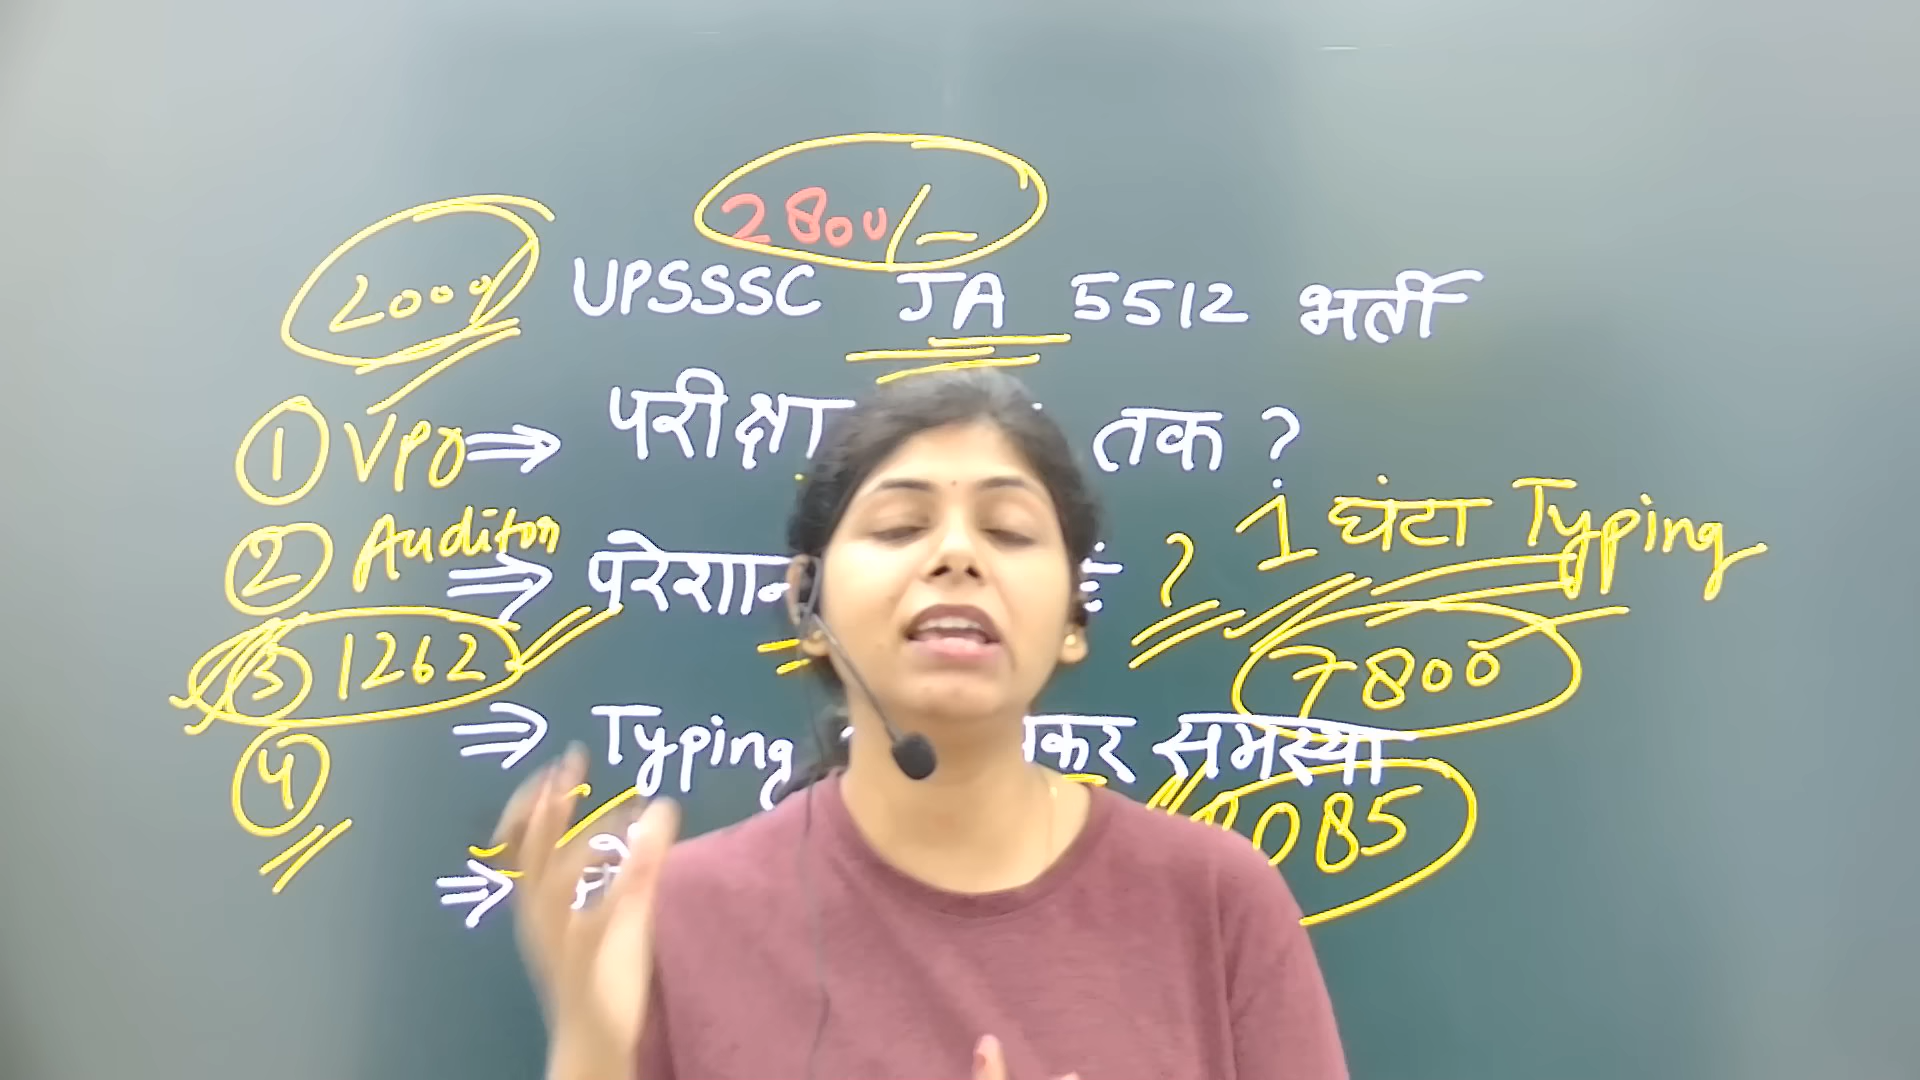 2800/-
2000/
UPSSSC JA 5512 भर्ती
① VPO ⇒ परीक्षा तक ?
1 घंटा Typing
② Auditor
⇒ परेशान ?
③ 1262
7800
⇒ Typing समस्या
④
085
⇒